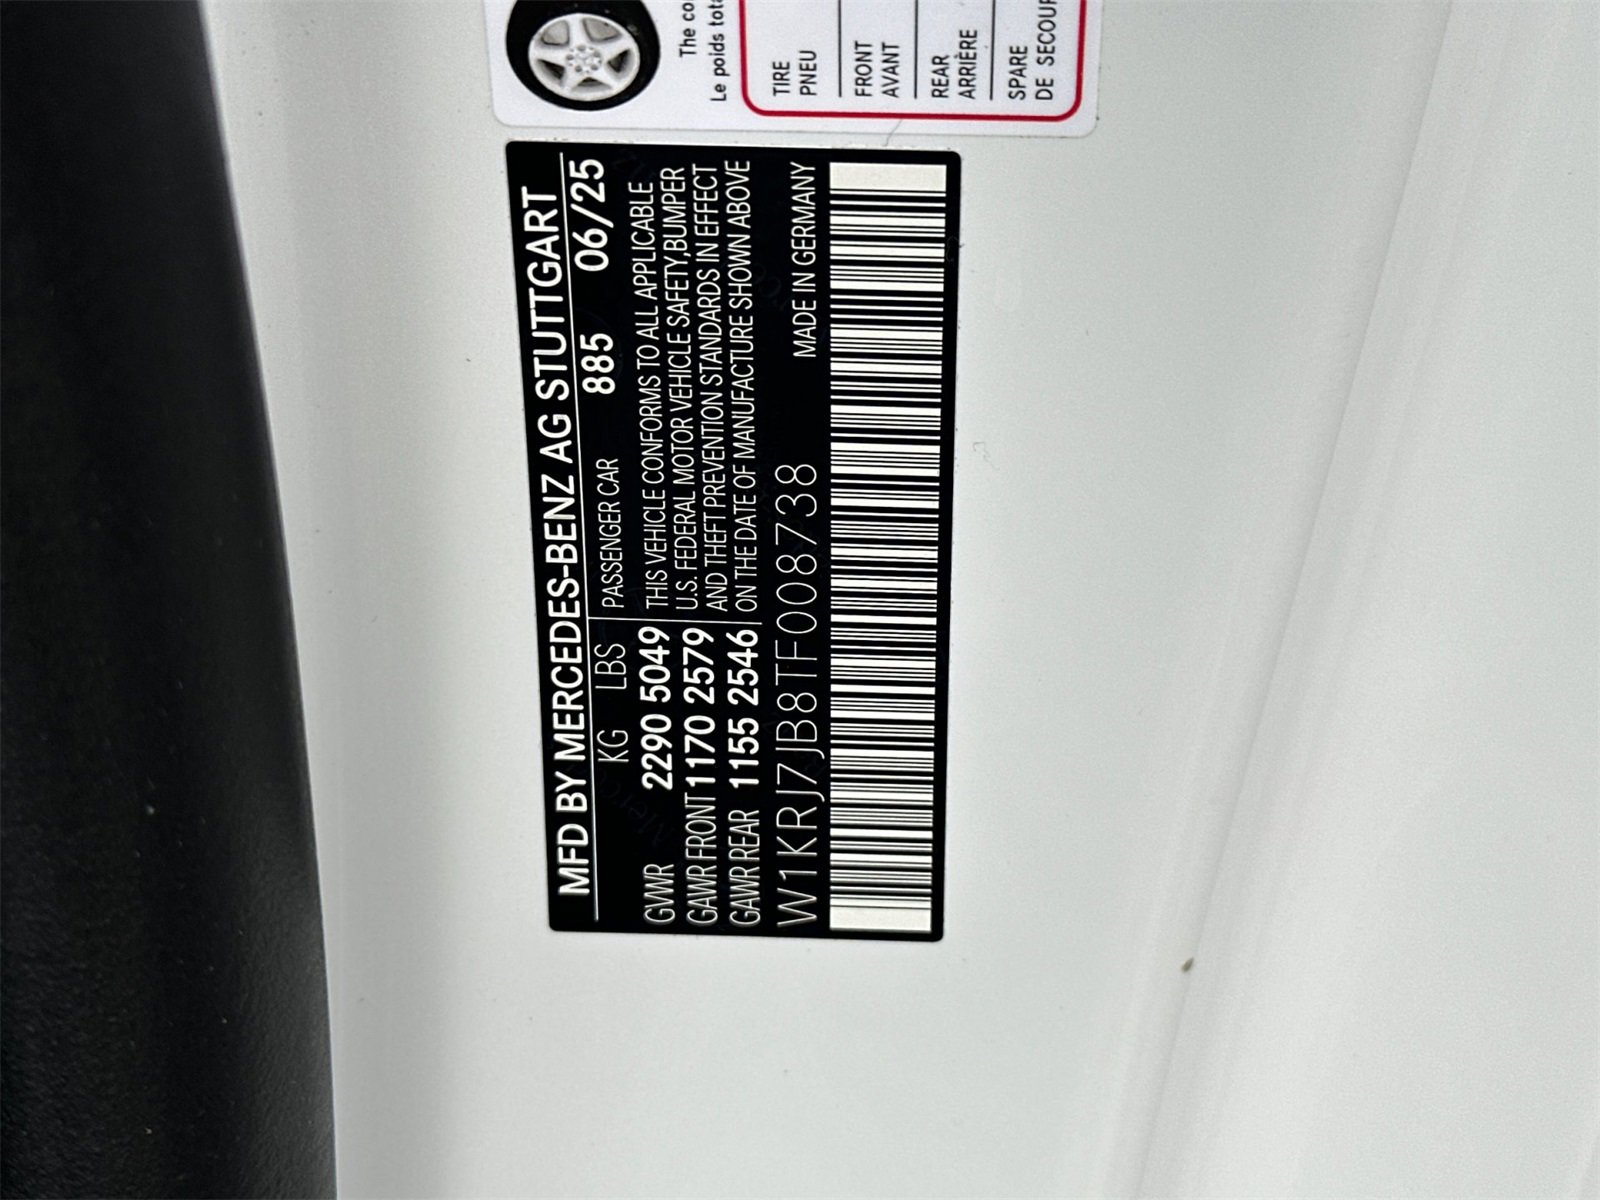 MFD BY MERCEDES-BENZ AG STUTTGART
KG LBS PASSENGER CAR 885 06/25
GVWR 2290 5049 THIS VEHICLE CONFORMS TO ALL APPLICABLE
GAWR FRONT 1170 2579 U.S. FEDERAL MOTOR VEHICLE SAFETY,BUMPER
GAWR REAR 1155 2546 AND THEFT PREVENTION STANDARDS IN EFFECT
ON THE DATE OF MANUFACTURE SHOWN ABOVE
W1KRJ7JB8TF008738 MADE IN GERMANY
The
Le poids
TIRE
PNEU
FRONT
AVANT
REAR
ARRIÈRE
SPARE
DE